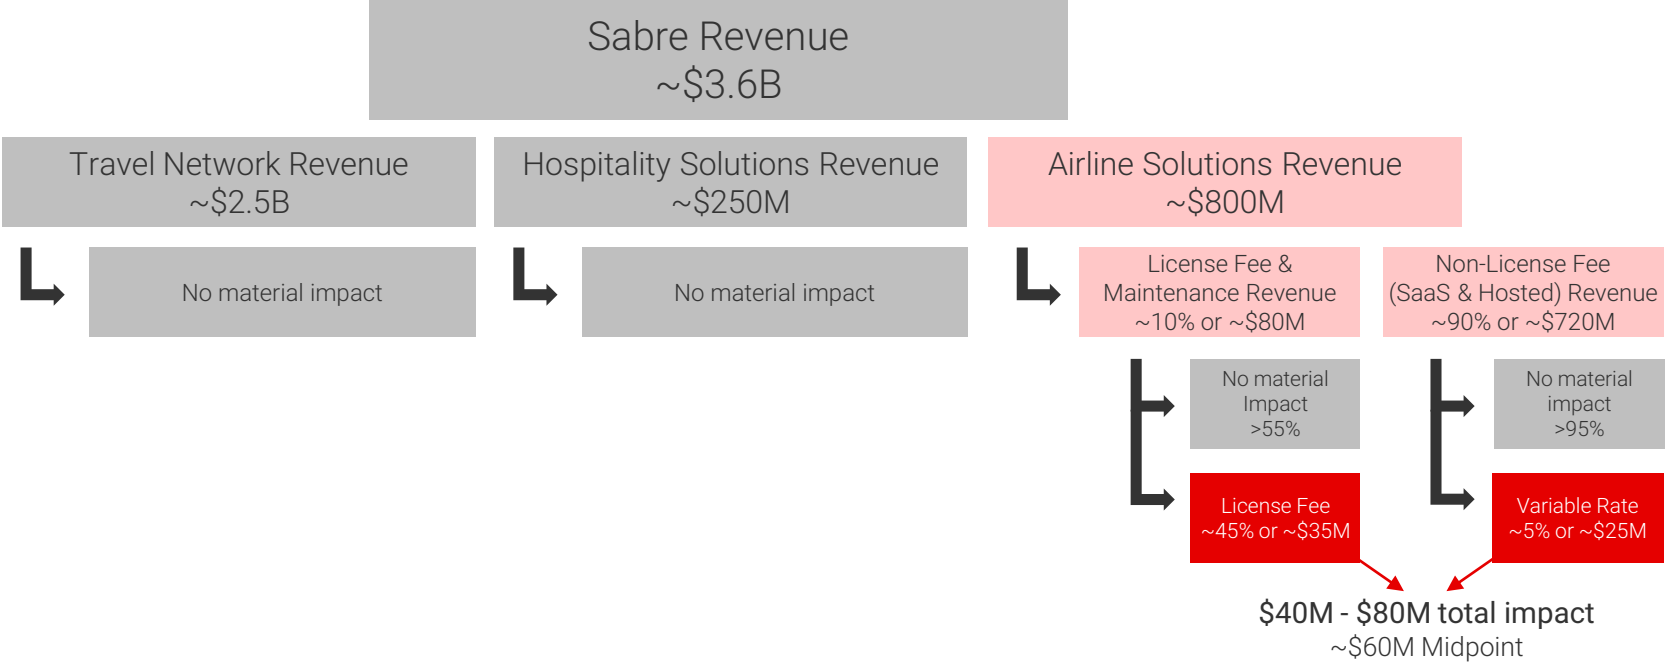 Sabre Revenue
~$3.6B
Travel Network Revenue
~$2.5B
Hospitality Solutions Revenue
~$250M
Airline Solutions Revenue
~$800M
No material impact
No material impact
License Fee &
Maintenance Revenue
~10% or ~$80M
Non-License Fee
(SaaS & Hosted) Revenue
~90% or ~$720M
No material
Impact
>55%
No material
impact
>95%
License Fee
~45% or ~$35M
Variable Rate
~5% or ~$25M
$40M - $80M total impact
~$60M Midpoint